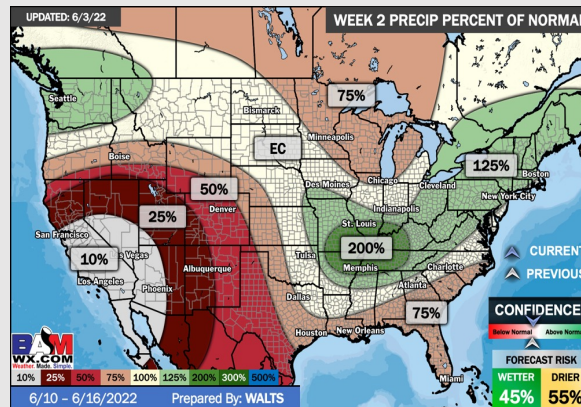 UPDATED: 6/3/22
WEEK 2 PRECIP PERCENT OF NORMAL
75%
Seattle
Bismarck
Minneapolis
EC
125%
Boise
Boston
50%
Des Moines
Chicago
Cleveland
New York City
25%
Denver
Indianapolis
San Francisco
St. Louis
200%
10%
Vegas
Tulsa
Memphis
Charlotte
CURRENT
Los Angeles
Albuquerque
Atlanta
PREVIOUS
Phoenix
Dallas
75%
CONFIDENCE
Houston
New Orleans
Below Normal
Above Norm
BAM
WX.COM
Weather. Made. Simple.
Miami
FORECAST RISK
10% 25% 50% 75% 100% 125% 200% 300% 500%
WETTER
DRIER
6/10 – 6/16/2022
Prepared By: WALTS
45%
55%